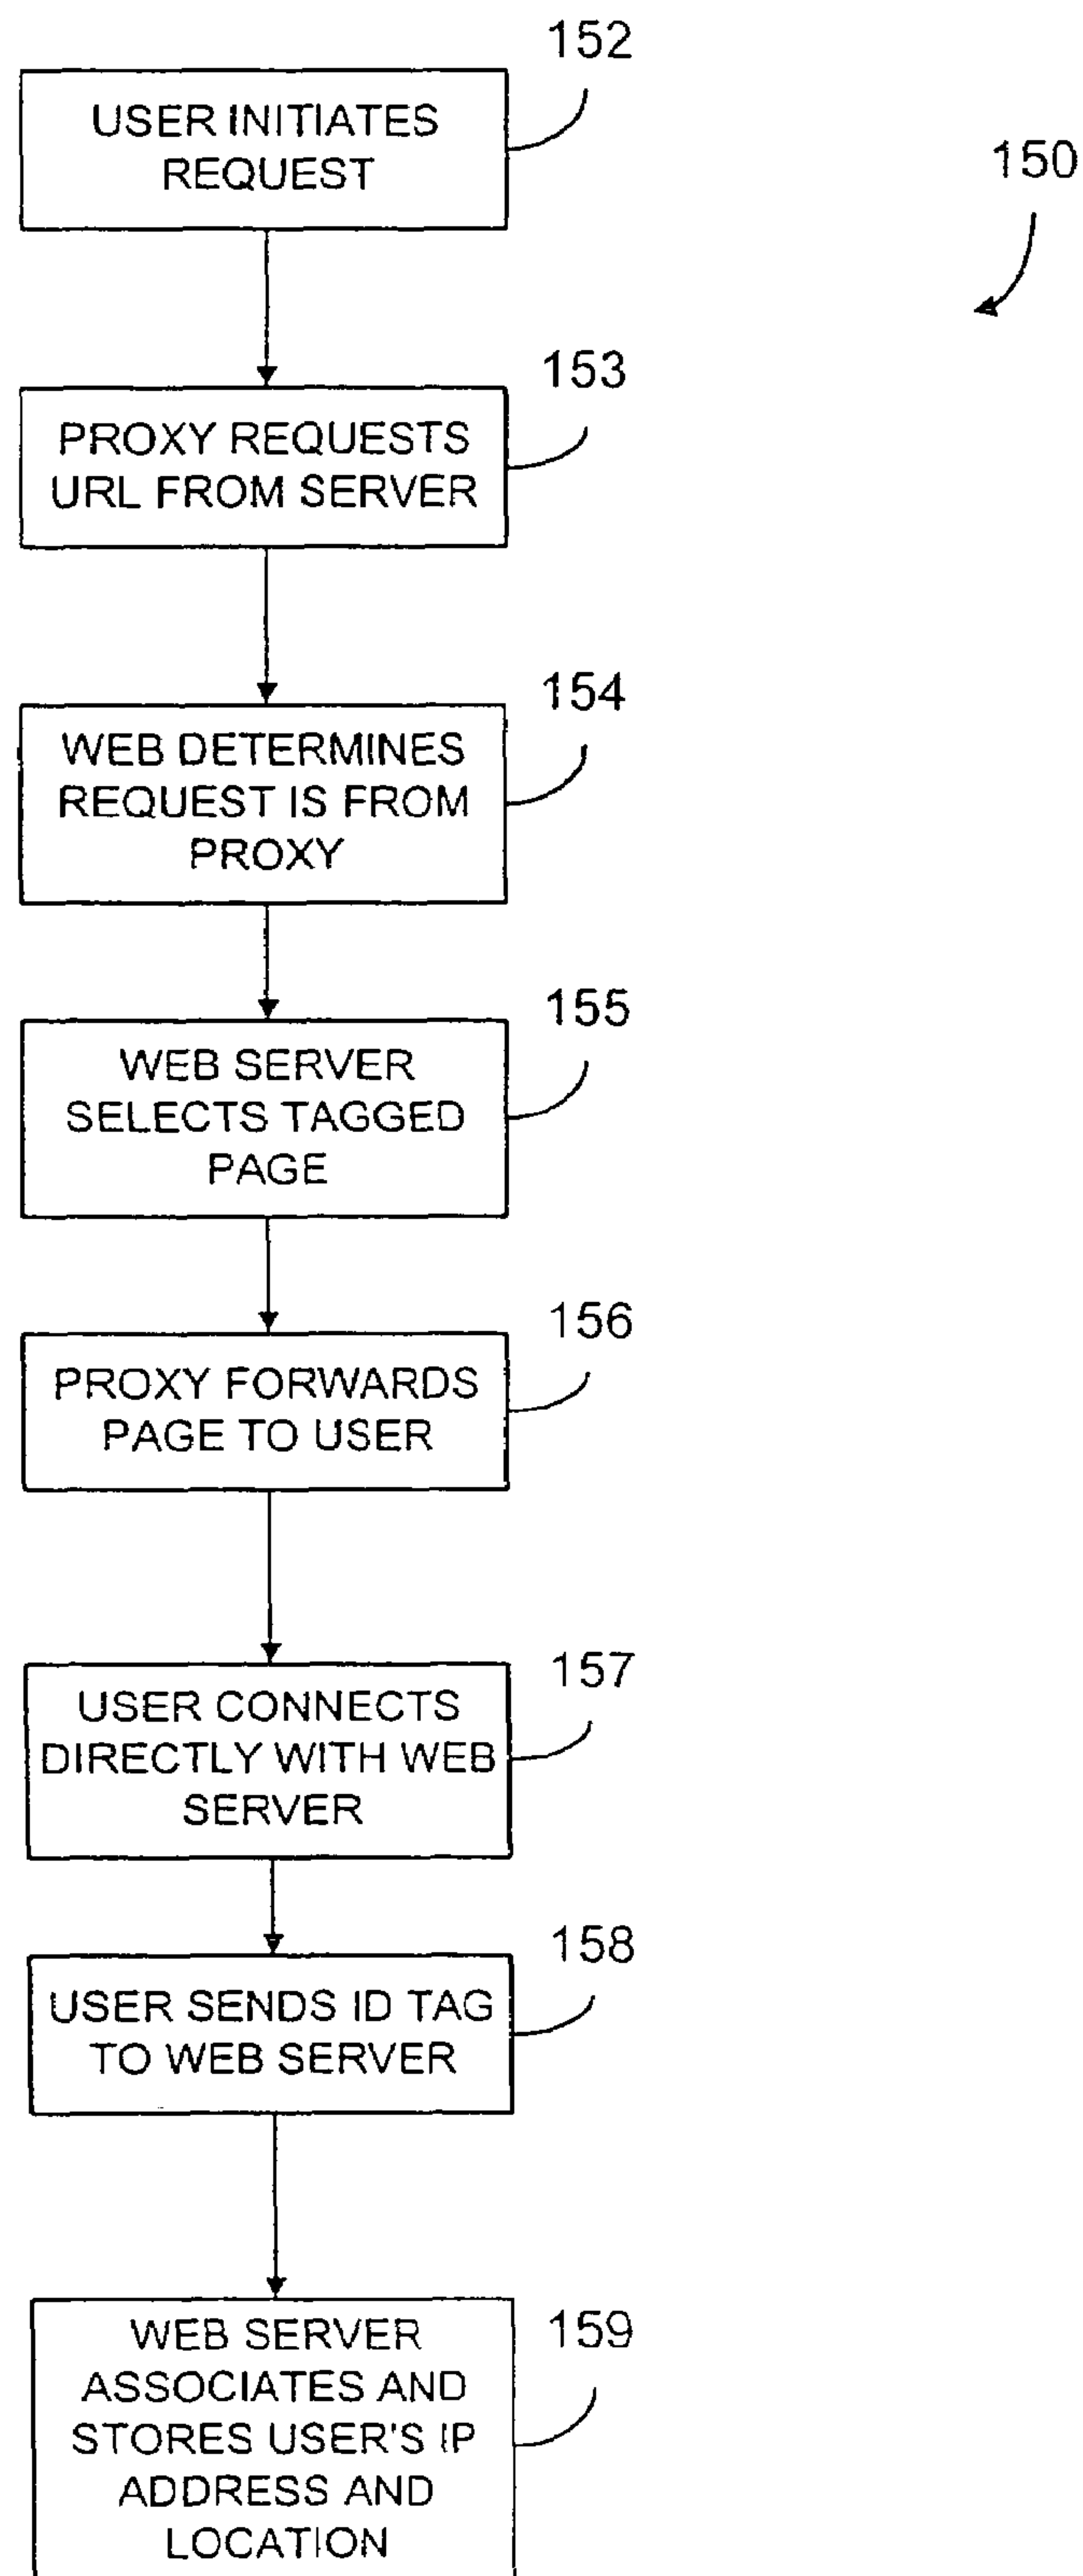 152
USER INITIATES
REQUEST
150
153
PROXY REQUESTS
URL FROM SERVER
154
WEB DETERMINES
REQUEST IS FROM
PROXY
155
WEB SERVER
SELECTS TAGGED
PAGE
156
PROXY FORWARDS
PAGE TO USER
157
USER CONNECTS
DIRECTLY WITH WEB
SERVER
158
USER SENDS ID TAG
TO WEB SERVER
159
WEB SERVER
ASSOCIATES AND
STORES USER'S IP
ADDRESS AND
LOCATION